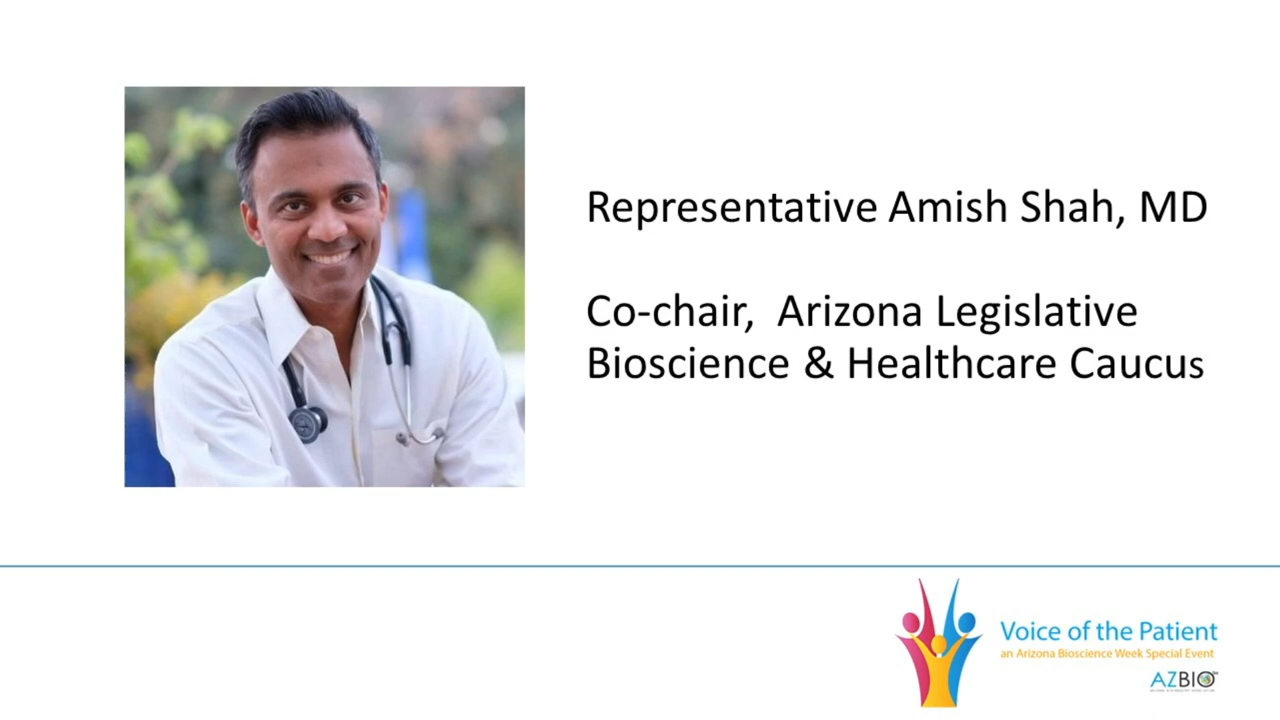 Representative Amish Shah, MD
Co-chair,  Arizona Legislative
Bioscience & Healthcare Caucus
Voice of the Patient
an Arizona Bioscience Week Special Event
AZBIO